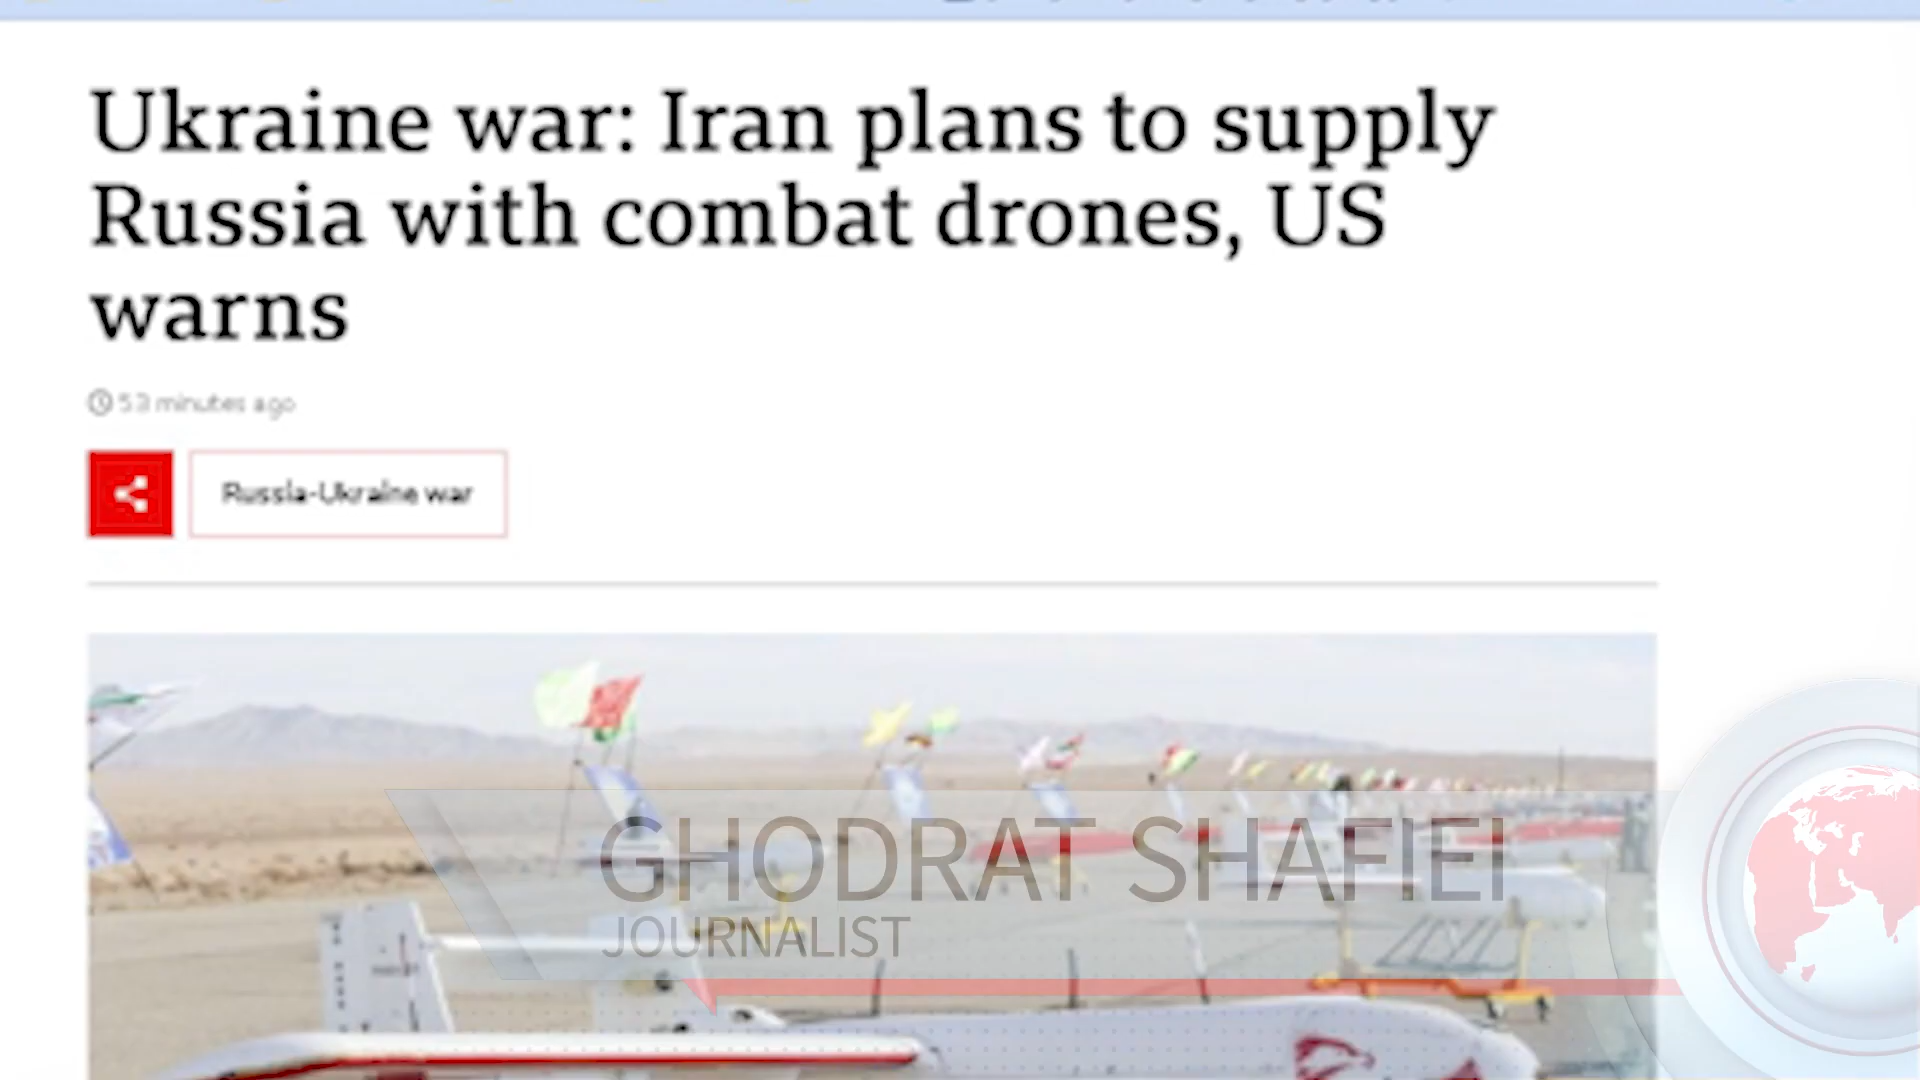 Ukraine war: Iran plans to supply
Russia with combat drones, US
warns
53 minutes ago
Russia-Ukraine war
GHODRAT SHAFIEI
JOURNALIST